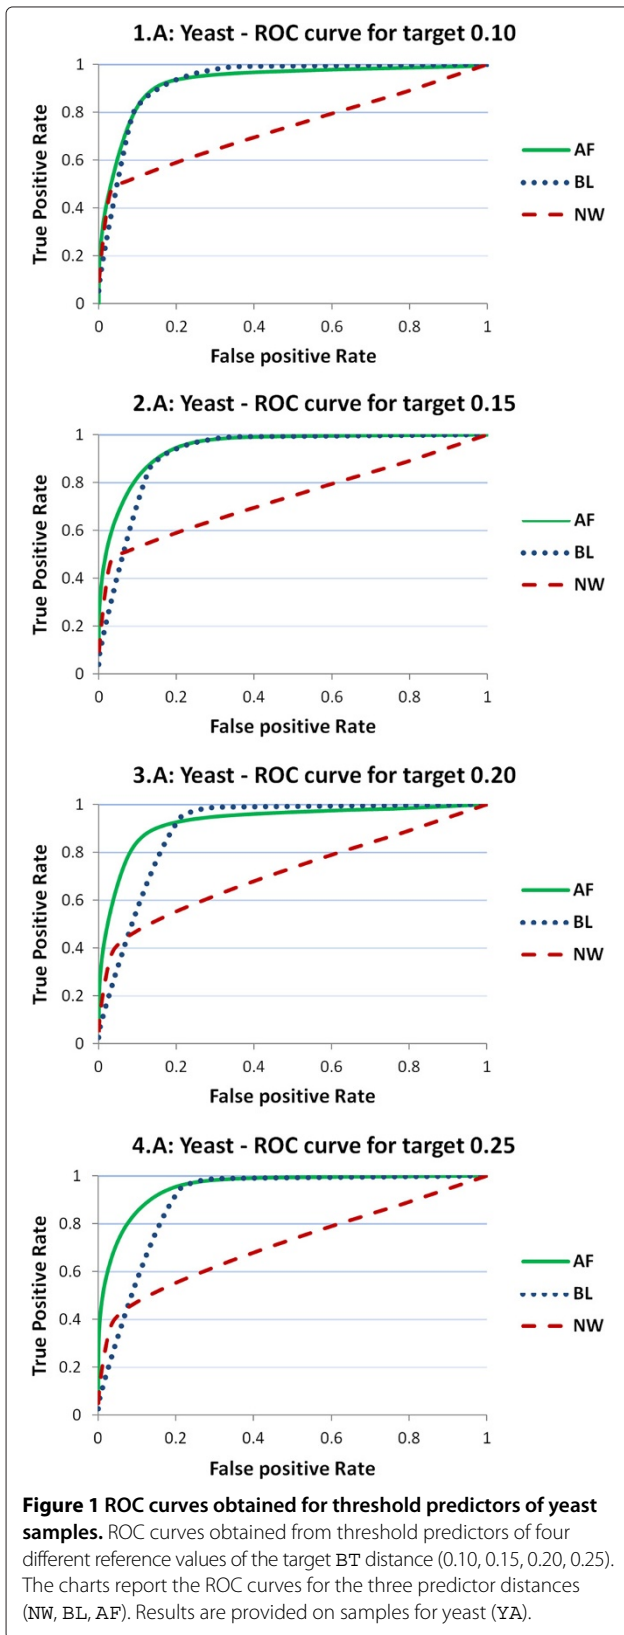 1.A: Yeast - ROC curve for target 0.10
1
0.8
0.6
0.4
0.2
0
True Positive Rate
0 0.2 0.4 0.6 0.8 1
False positive Rate
AF
BL
NW
2.A: Yeast - ROC curve for target 0.15
1
0.8
0.6
0.4
0.2
0
True Positive Rate
0 0.2 0.4 0.6 0.8 1
False positive Rate
AF
BL
NW
3.A: Yeast - ROC curve for target 0.20
1
0.8
0.6
0.4
0.2
0
True Positive Rate
0 0.2 0.4 0.6 0.8 1
False positive Rate
AF
BL
NW
4.A: Yeast - ROC curve for target 0.25
1
0.8
0.6
0.4
0.2
0
True Positive Rate
0 0.2 0.4 0.6 0.8 1
False positive Rate
AF
BL
NW
Figure 1 ROC curves obtained for threshold predictors of yeast
samples. ROC curves obtained from threshold predictors of four
different reference values of the target BT distance (0.10, 0.15, 0.20, 0.25).
The charts report the ROC curves for the three predictor distances
(NW, BL, AF). Results are provided on samples for yeast (YA).